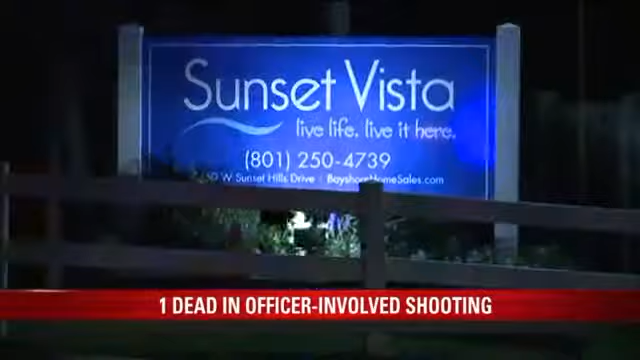 Sunset Vista
live life. live it here.
(801) 250-4739
50 W Sunset Hills Drive | BayshoreHomeSales.com
1 DEAD IN OFFICER-INVOLVED SHOOTING